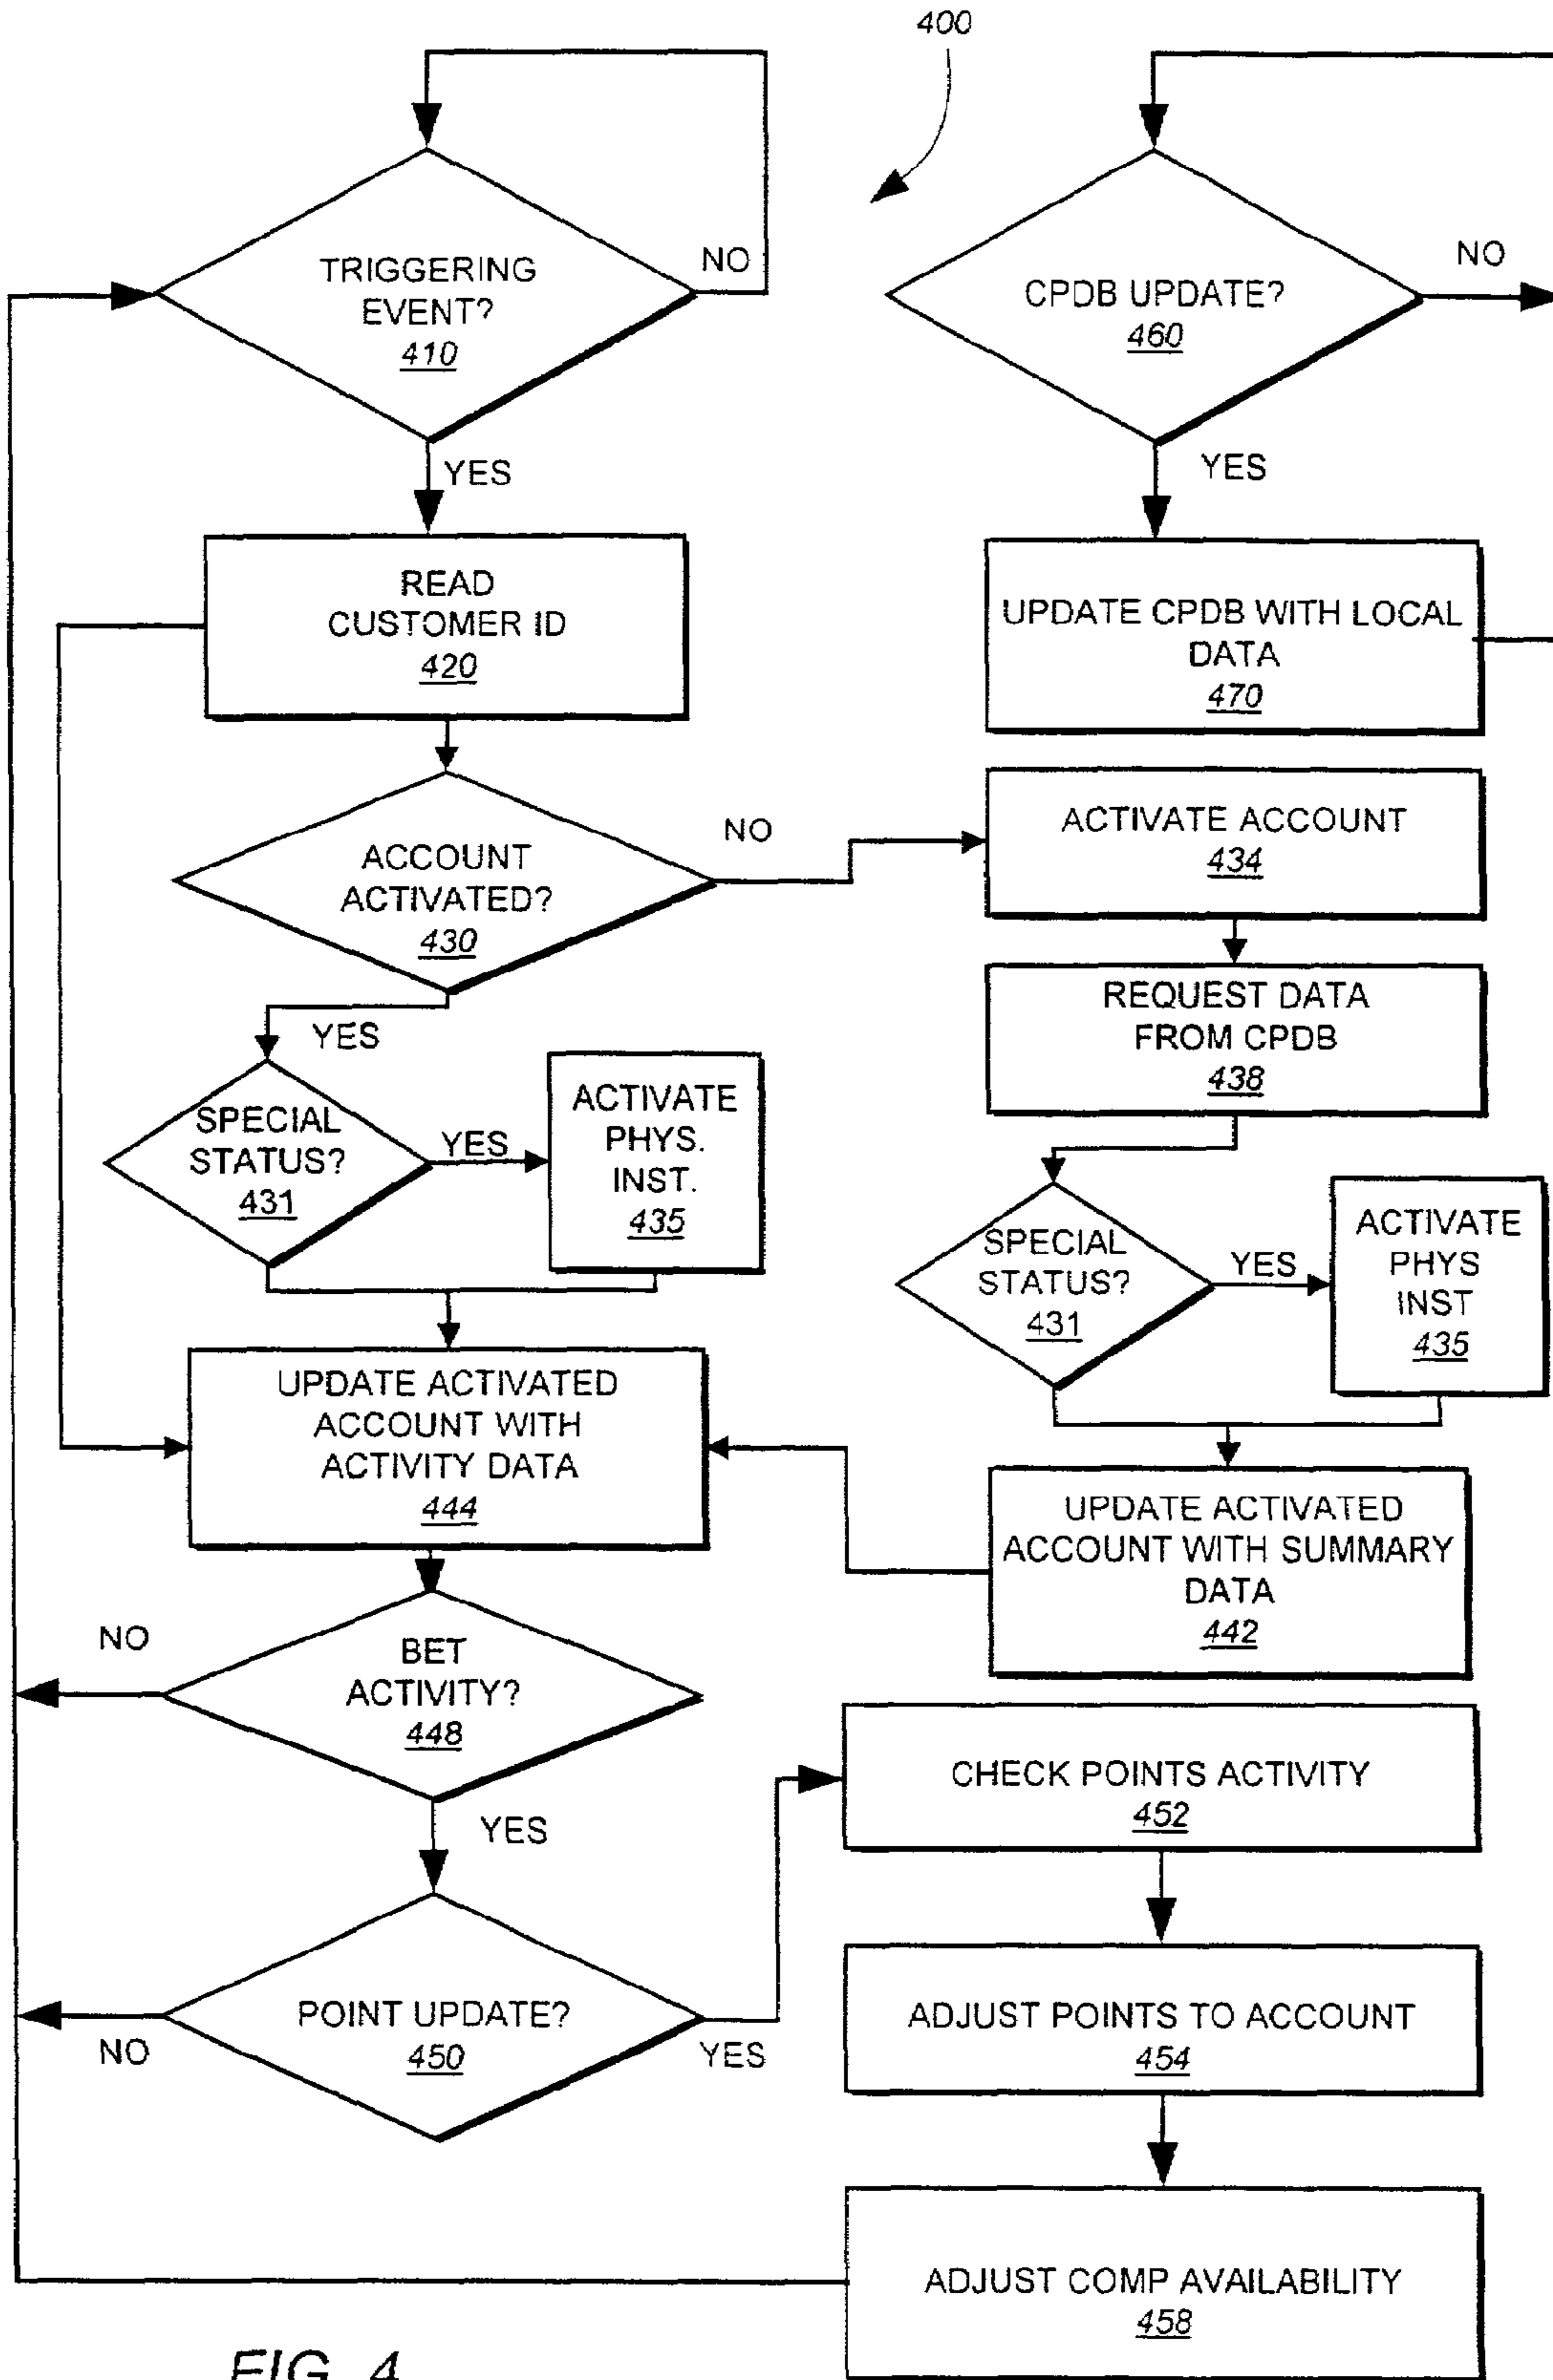 400
TRIGGERING
EVENT?
410
NO
YES
CPDB UPDATE?
460
NO
YES
READ
CUSTOMER ID
420
UPDATE CPDB WITH LOCAL
DATA
470
ACCOUNT
ACTIVATED?
430
NO
YES
ACTIVATE ACCOUNT
434
REQUEST DATA
FROM CPDB
438
SPECIAL
STATUS?
431
YES
ACTIVATE
PHYS.
INST.
435
SPECIAL
STATUS?
431
YES
ACTIVATE
PHYS
INST
435
UPDATE ACTIVATED
ACCOUNT WITH
ACTIVITY DATA
444
UPDATE ACTIVATED
ACCOUNT WITH SUMMARY
DATA
442
NO
BET
ACTIVITY?
448
YES
CHECK POINTS ACTIVITY
452
POINT UPDATE?
450
NO
YES
ADJUST POINTS TO ACCOUNT
454
ADJUST COMP AVAILABILITY
458
FIG. 4